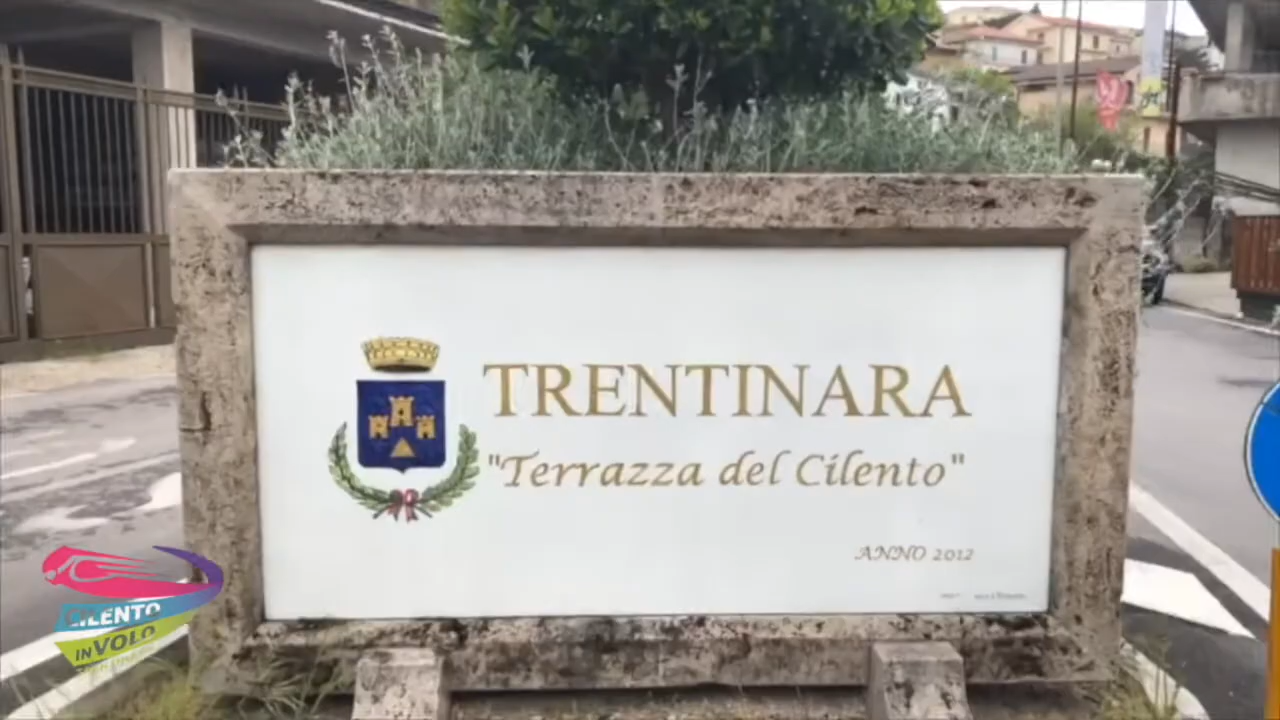 TRENTINARA
"Terrazza del Cilento"
ANNO 2012
CILENTO
IN VOLO